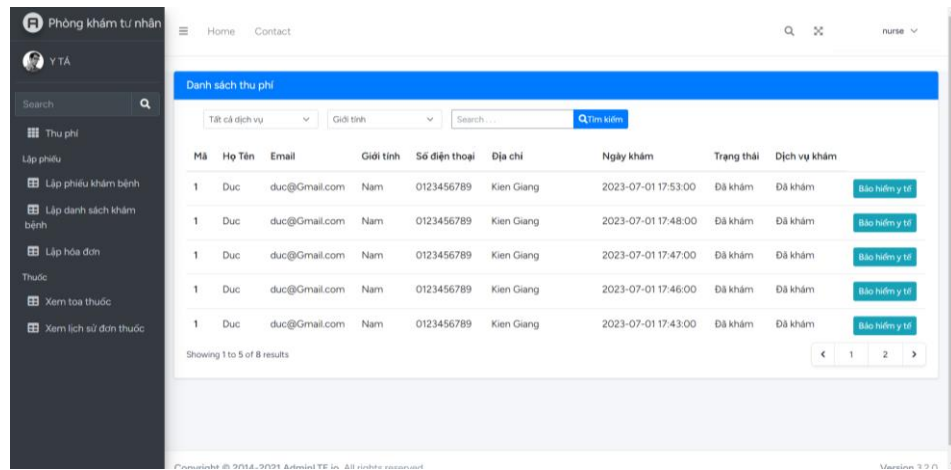 Phòng khám tư nhân
Home Contact nurse
Y TÁ
Danh sách thu phí
Search
Tất cả dịch vụ Giới tính Search . . . Tìm kiếm
Thu phí
Mã Họ Tên Email Giới tính Số điện thoại Địa chỉ Ngày khám Trạng thái Dịch vụ khám
Lập phiếu
Lập phiếu khám bệnh
1 Duc duc@Gmail.com Nam 0123456789 Kien Giang 2023-07-01 17:53:00 Đã khám Đã khám Bảo hiểm y tế
Lập danh sách khám
bệnh
1 Duc duc@Gmail.com Nam 0123456789 Kien Giang 2023-07-01 17:48:00 Đã khám Đã khám Bảo hiểm y tế
Lập hóa đơn
1 Duc duc@Gmail.com Nam 0123456789 Kien Giang 2023-07-01 17:47:00 Đã khám Đã khám Bảo hiểm y tế
Thuốc
Xem toa thuốc
1 Duc duc@Gmail.com Nam 0123456789 Kien Giang 2023-07-01 17:46:00 Đã khám Đã khám Bảo hiểm y tế
Xem lịch sử đơn thuốc
1 Duc duc@Gmail.com Nam 0123456789 Kien Giang 2023-07-01 17:43:00 Đã khám Đã khám Bảo hiểm y tế
Showing 1 to 5 of 8 results 1 2
Copyright © 2014-2021 AdminLTE.io. All rights reserved. Version 3.2.0